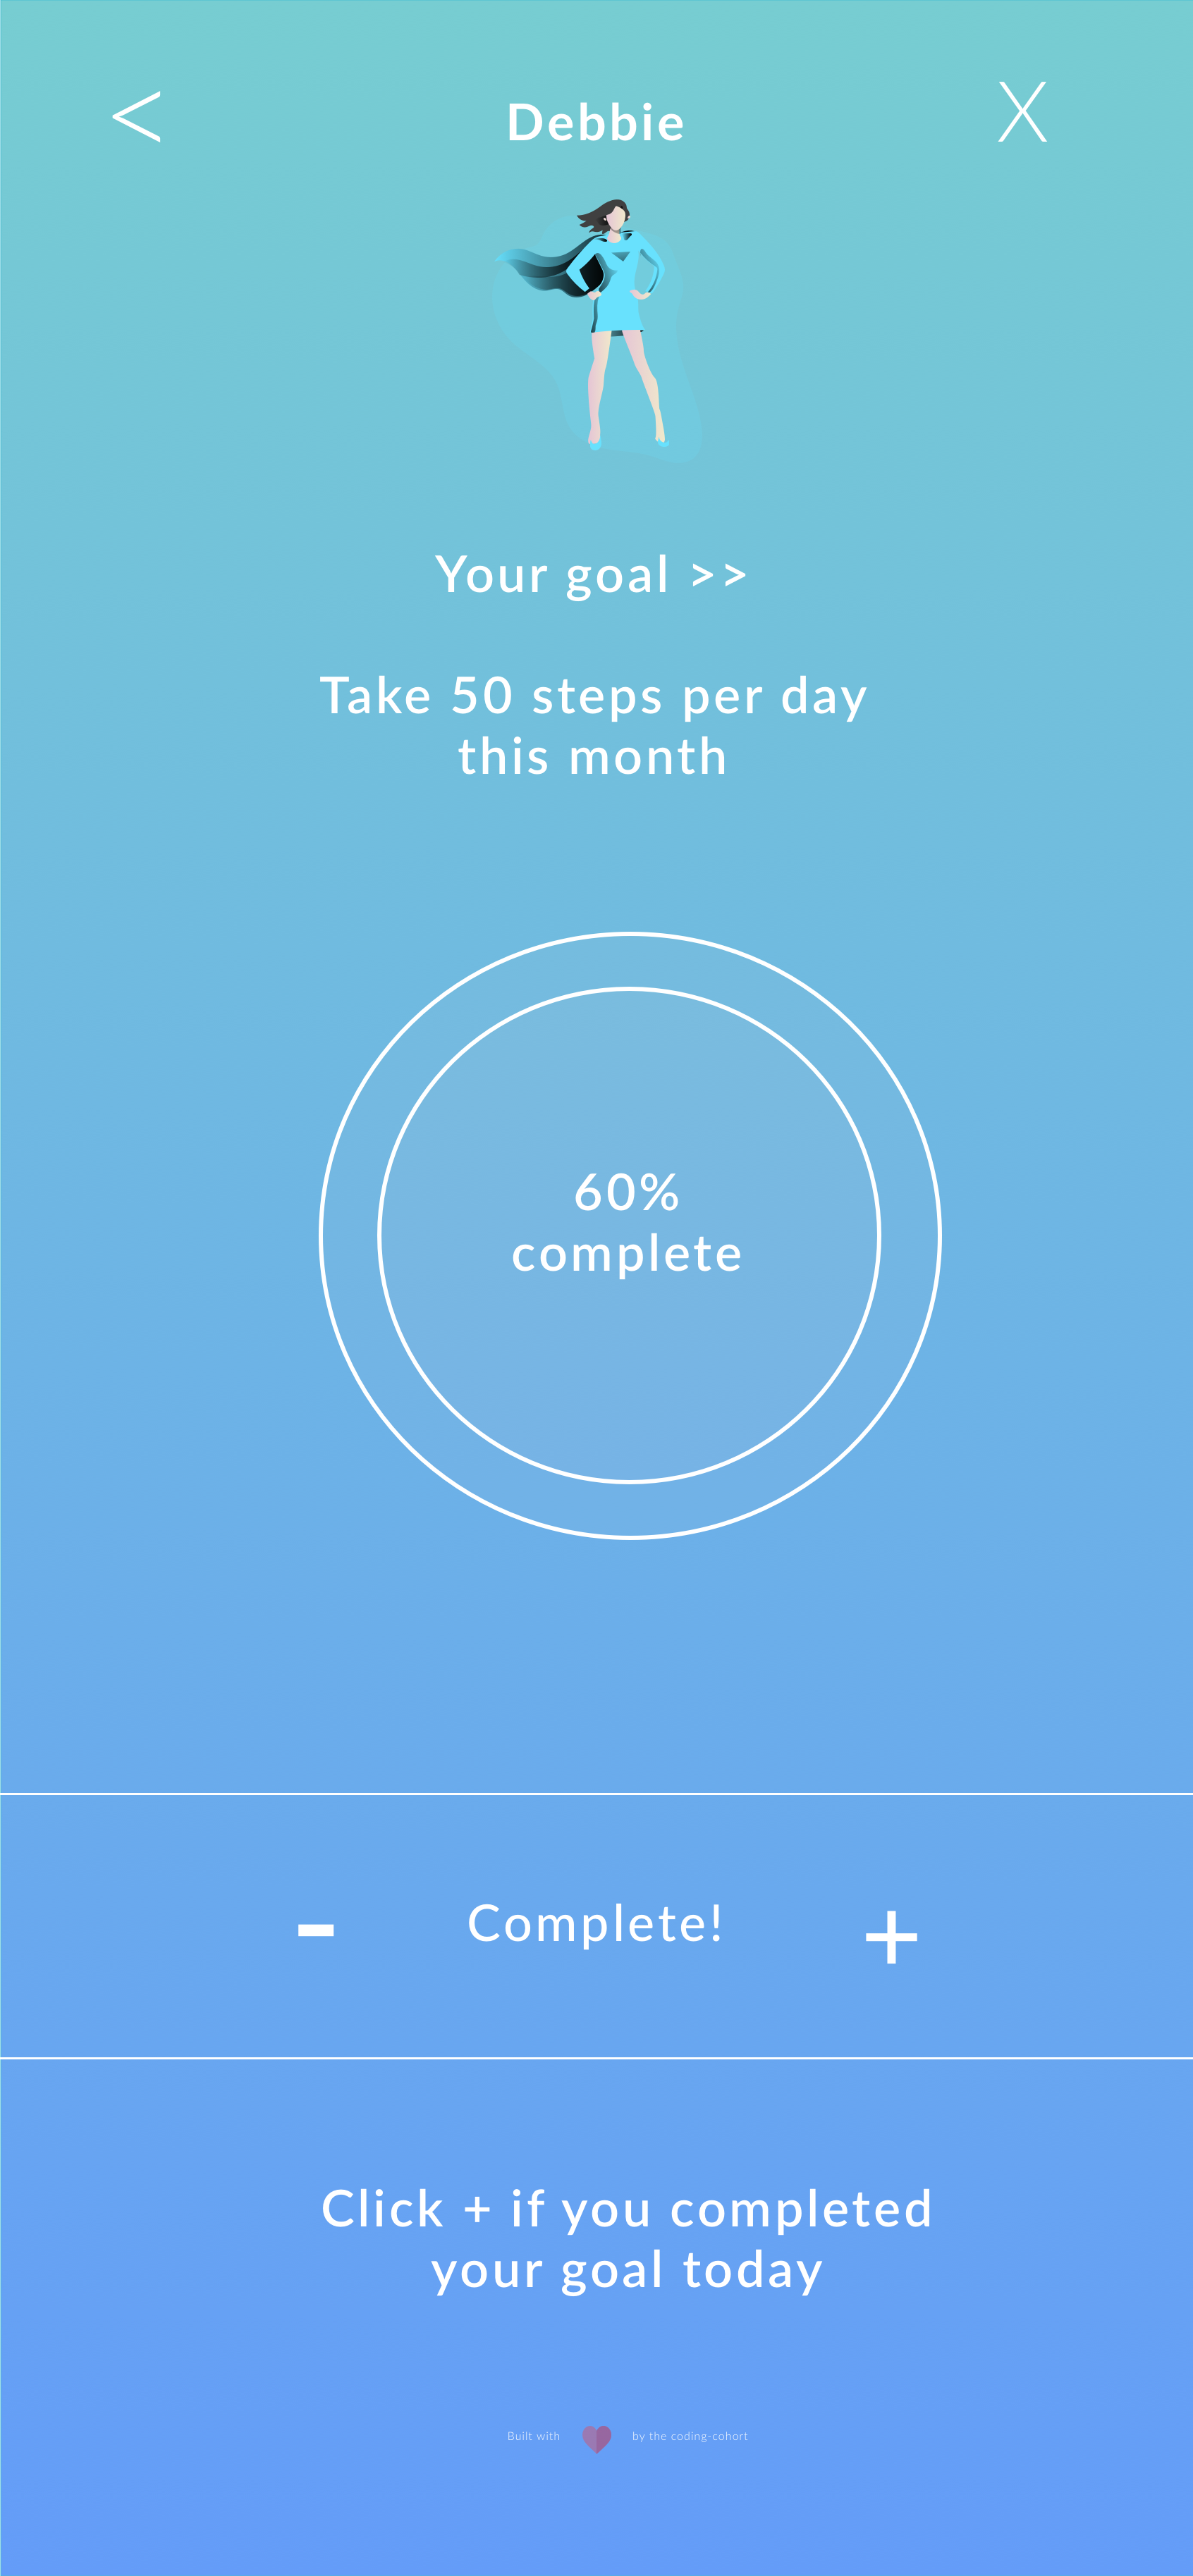 < Debbie X
Your goal >>
Take 50 steps per day
this month
60%
complete
- Complete! +
Click + if you completed
your goal today
Built with by the coding-cohort